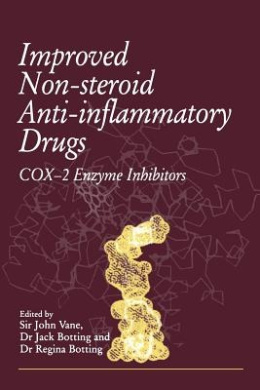 Improved
Non-steroid
Anti-inflammatory
Drugs
COX–2 Enzyme Inhibitors
Edited by
Sir John Vane,
Dr Jack Botting and
Dr Regina Botting